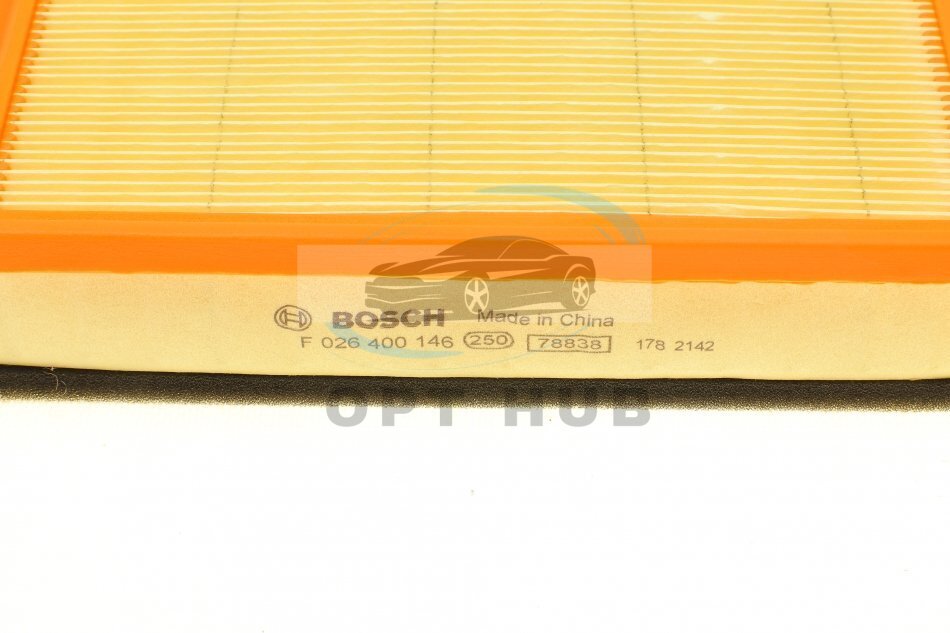 BOSCH Made in China
F 026 400 146 250 78838 178 2142
OPT HUB